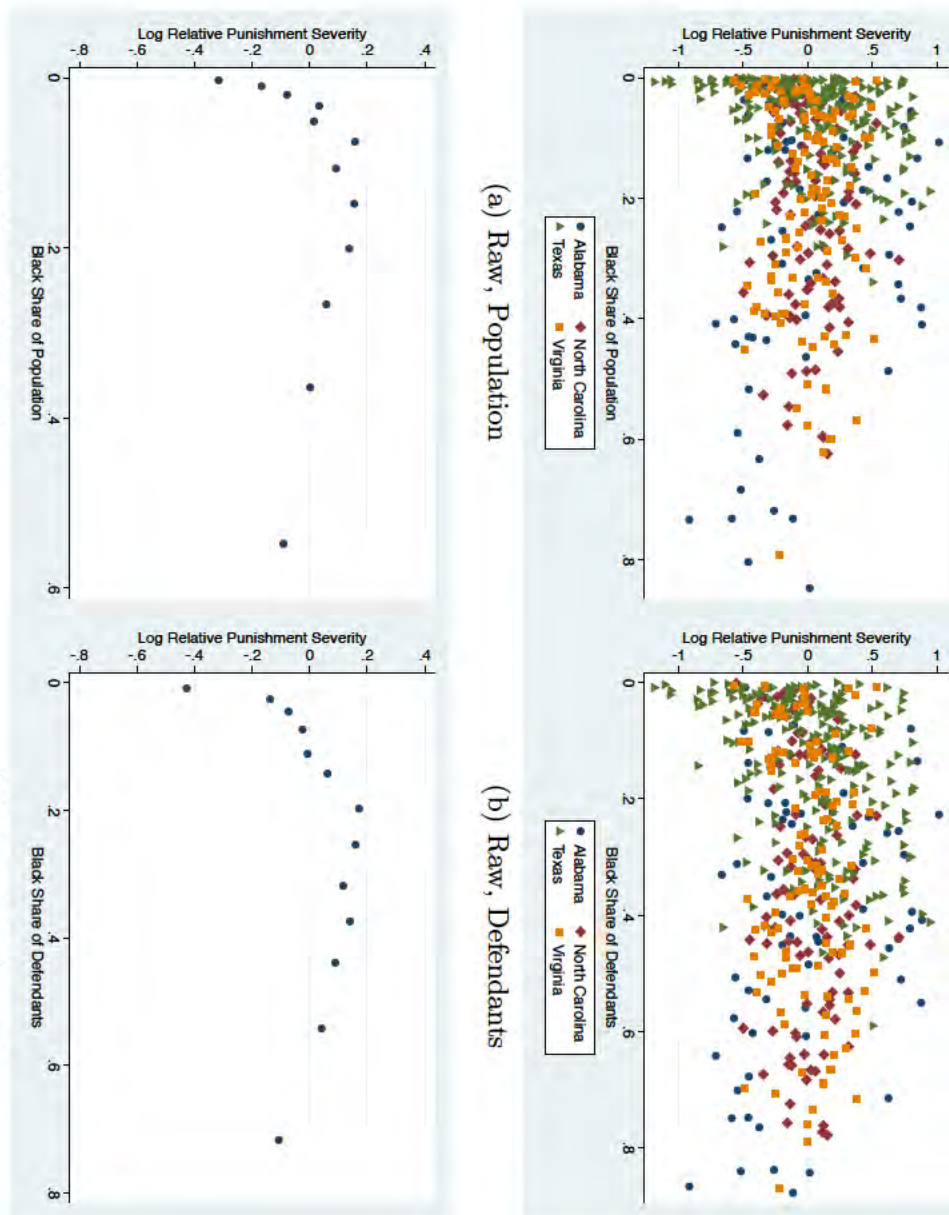 Log Relative Punishment Severity
-1 -.5 0 .5 1
0 .2 .4 .6 .8
Black Share of Population
Alabama North Carolina
Texas Virginia
Log Relative Punishment Severity
-1 -.5 0 .5 1
0 .2 .4 .6 .8
Black Share of Defendants
Alabama North Carolina
Texas Virginia
(a) Raw, Population
(b) Raw, Defendants
Log Relative Punishment Severity
-.8 -.6 -.4 -.2 0 .2 .4
0 .2 .4 .6
Black Share of Population
Log Relative Punishment Severity
-.8 -.6 -.4 -.2 0 .2 .4
0 .2 .4 .6 .8
Black Share of Defendants